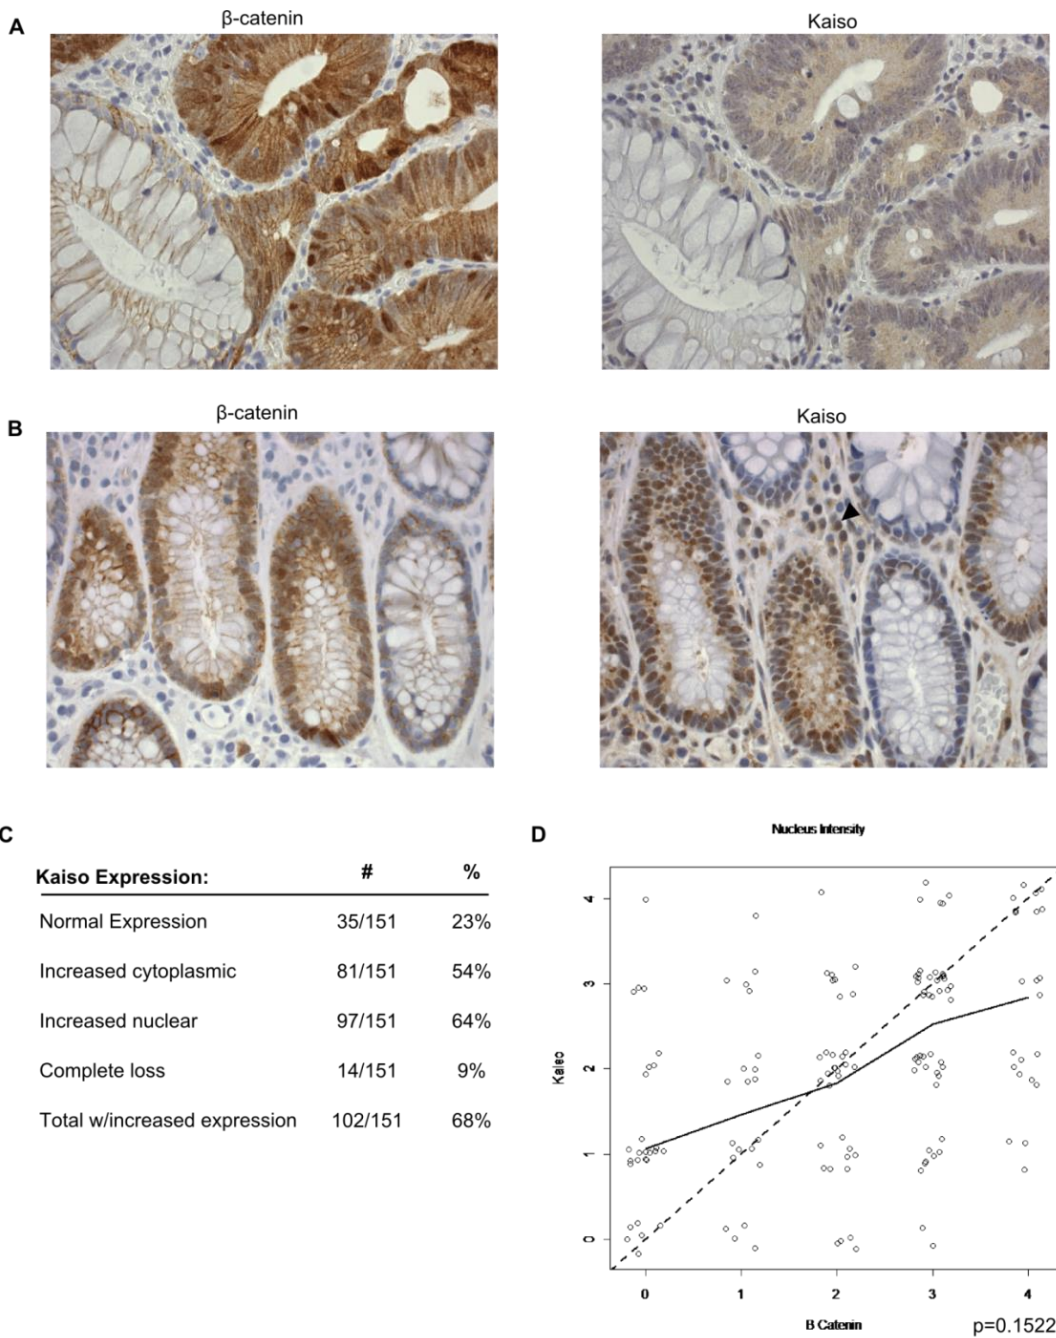 A
β-catenin
Kaiso
B
β-catenin
Kaiso
C
Kaiso Expression: # %
Normal Expression 35/151 23%
Increased cytoplasmic 81/151 54%
Increased nuclear 97/151 64%
Complete loss 14/151 9%
Total w/increased expression 102/151 68%
D
Nucleus Intensity
Kaiso
4
3
2
1
0
0 1 2 3 4
B Catenin
p=0.1522